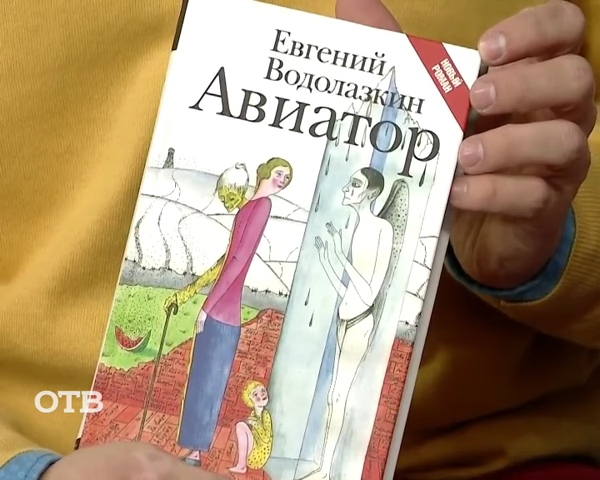 Евгений
Водолазкин
Авиатор
НОВЫЙ
РОМАН
ОТВ